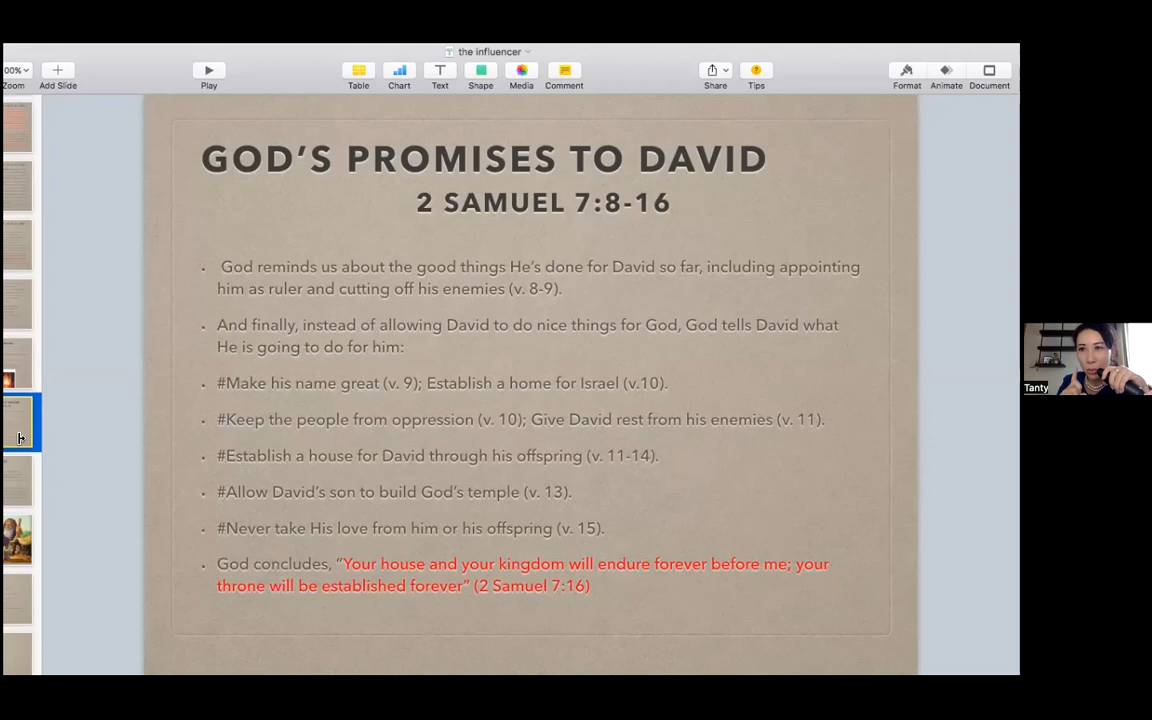 the influencer
00%
Zoom
Add Slide
Play
Table
Chart
Text
Shape
Media
Comment
Share
Tips
Format
Animate
Document
GOD’S PROMISES TO DAVID
2 SAMUEL 7:8-16
• God reminds us about the good things He’s done for David so far, including appointing
him as ruler and cutting off his enemies (v. 8-9).
• And finally, instead of allowing David to do nice things for God, God tells David what
He is going to do for him:
• #Make his name great (v. 9); Establish a home for Israel (v.10).
• #Keep the people from oppression (v. 10); Give David rest from his enemies (v. 11).
• #Establish a house for David through his offspring (v. 11-14).
• #Allow David’s son to build God’s temple (v. 13).
• #Never take His love from him or his offspring (v. 15).
• God concludes, “Your house and your kingdom will endure forever before me; your
throne will be established forever” (2 Samuel 7:16)
Tanty